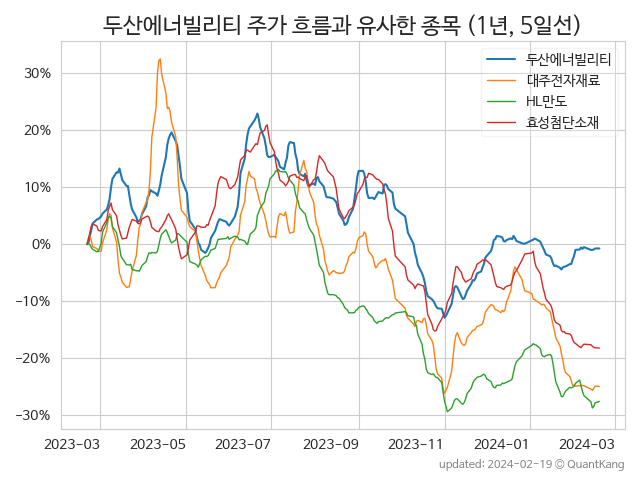 두산에너빌리티 주가 흐름과 유사한 종목 (1년, 5일선)
두산에너빌리티
대주전자재료
HL만도
효성첨단소재
30%
20%
10%
0%
−10%
−20%
−30%
2023-03 2023-05 2023-07 2023-09 2023-11 2024-01 2024-03
updated: 2024-02-19 © QuantKang